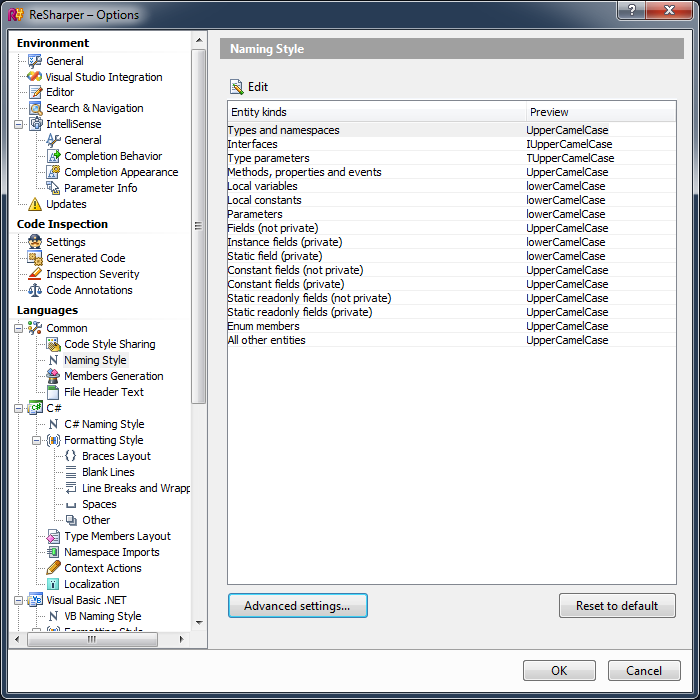 ReSharper – Options
Environment
General
Visual Studio Integration
Editor
Search & Navigation
IntelliSense
General
Completion Behavior
Completion Appearance
Parameter Info
Updates
Code Inspection
Settings
Generated Code
Inspection Severity
Code Annotations
Languages
Common
Code Style Sharing
Naming Style
Members Generation
File Header Text
C#
C# Naming Style
Formatting Style
Braces Layout
Blank Lines
Line Breaks and Wrapp
Spaces
Other
Type Members Layout
Namespace Imports
Context Actions
Localization
Visual Basic .NET
VB Naming Style
Formatting Style
Naming Style
Edit
Entity kinds Preview
Types and namespaces UpperCamelCase
Interfaces IUpperCamelCase
Type parameters TUpperCamelCase
Methods, properties and events UpperCamelCase
Local variables lowerCamelCase
Local constants lowerCamelCase
Parameters lowerCamelCase
Fields (not private) UpperCamelCase
Instance fields (private) lowerCamelCase
Static field (private) lowerCamelCase
Constant fields (not private) UpperCamelCase
Constant fields (private) UpperCamelCase
Static readonly fields (not private) UpperCamelCase
Static readonly fields (private) UpperCamelCase
Enum members UpperCamelCase
All other entities UpperCamelCase
Advanced settings... Reset to default
OK Cancel